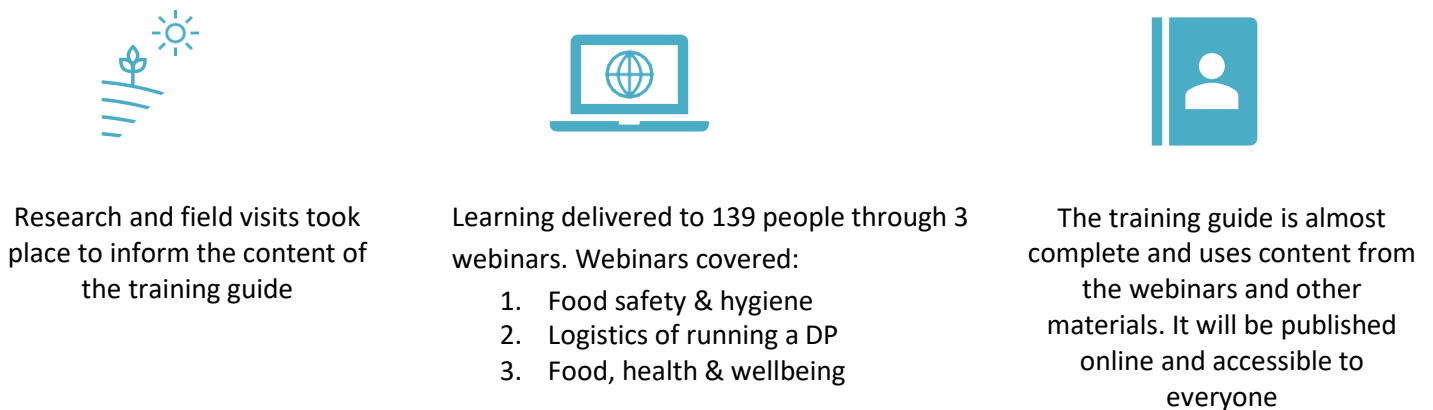 Research and field visits took
place to inform the content of
the training guide
Learning delivered to 139 people through 3
webinars. Webinars covered:
1. Food safety & hygiene
2. Logistics of running a DP
3. Food, health & wellbeing
The training guide is almost
complete and uses content from
the webinars and other
materials. It will be published
online and accessible to
everyone